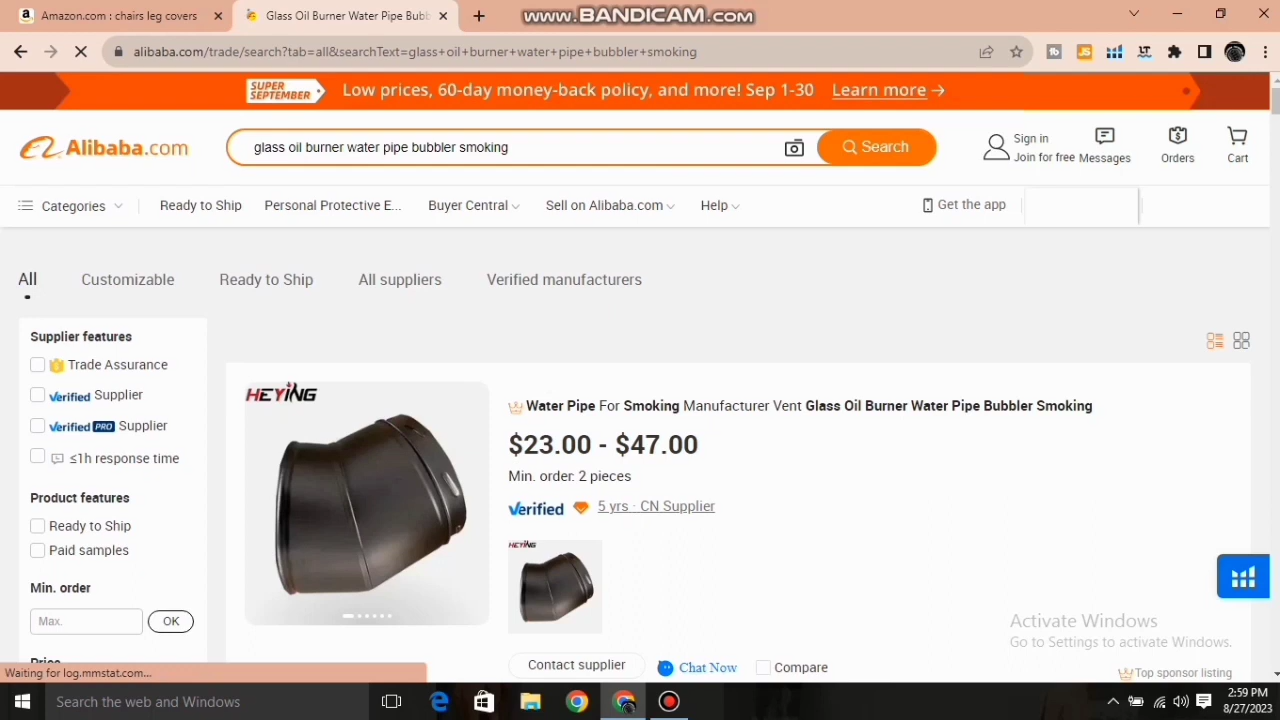 www.BANDICAM.com
Amazon.com : chairs leg covers
Glass Oil Burner Water Pipe Bubb
alibaba.com/trade/search?tab=all&searchText=glass+oil+burner+water+pipe+bubbler+smoking
SUPER SEPTEMBER Low prices, 60-day money-back policy, and more! Sep 1-30 Learn more →
Alibaba.com
glass oil burner water pipe bubbler smoking
Search
Sign in
Join for free
Messages
Orders
Cart
Categories
Ready to Ship
Personal Protective E...
Buyer Central
Sell on Alibaba.com
Help
Get the app
All
Customizable
Ready to Ship
All suppliers
Verified manufacturers
Supplier features
Trade Assurance
Verified Supplier
Verified PRO Supplier
≤1h response time
Product features
Ready to Ship
Paid samples
Min. order
Max.
OK
Price
HEYING
Water Pipe For Smoking Manufacturer Vent Glass Oil Burner Water Pipe Bubbler Smoking
$23.00 - $47.00
Min. order: 2 pieces
Verified 5 yrs · CN Supplier
HEYING
Contact supplier
Chat Now
Compare
Top sponsor listing
Activate Windows
Go to Settings to activate Windows.
Waiting for log.mmstat.com...
Search the web and Windows
2:59 PM
8/27/2023